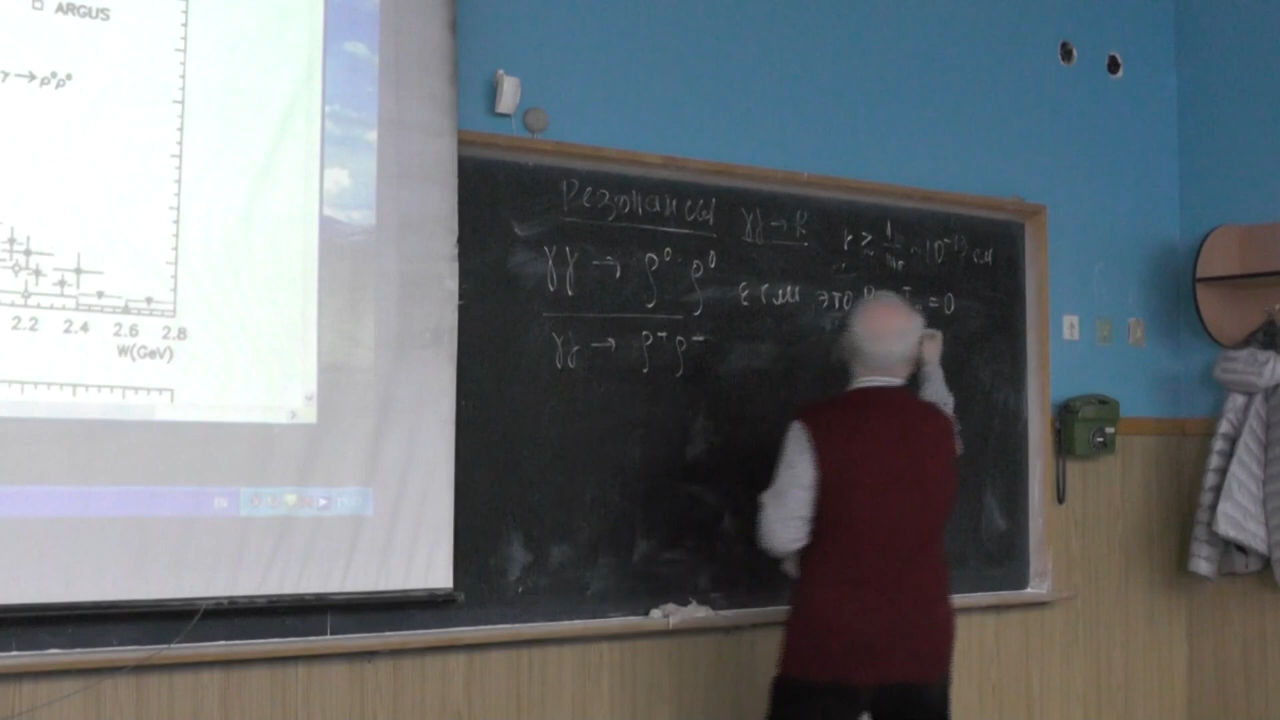 □ ARGUS
γ → ρ⁰ρ⁰
2.2 2.4 2.6 2.8
W(GeV)
Резонансы
γγ → R
γγ → ρ⁰ ρ⁰
если это R = 0
γγ → ρ⁺ρ⁻